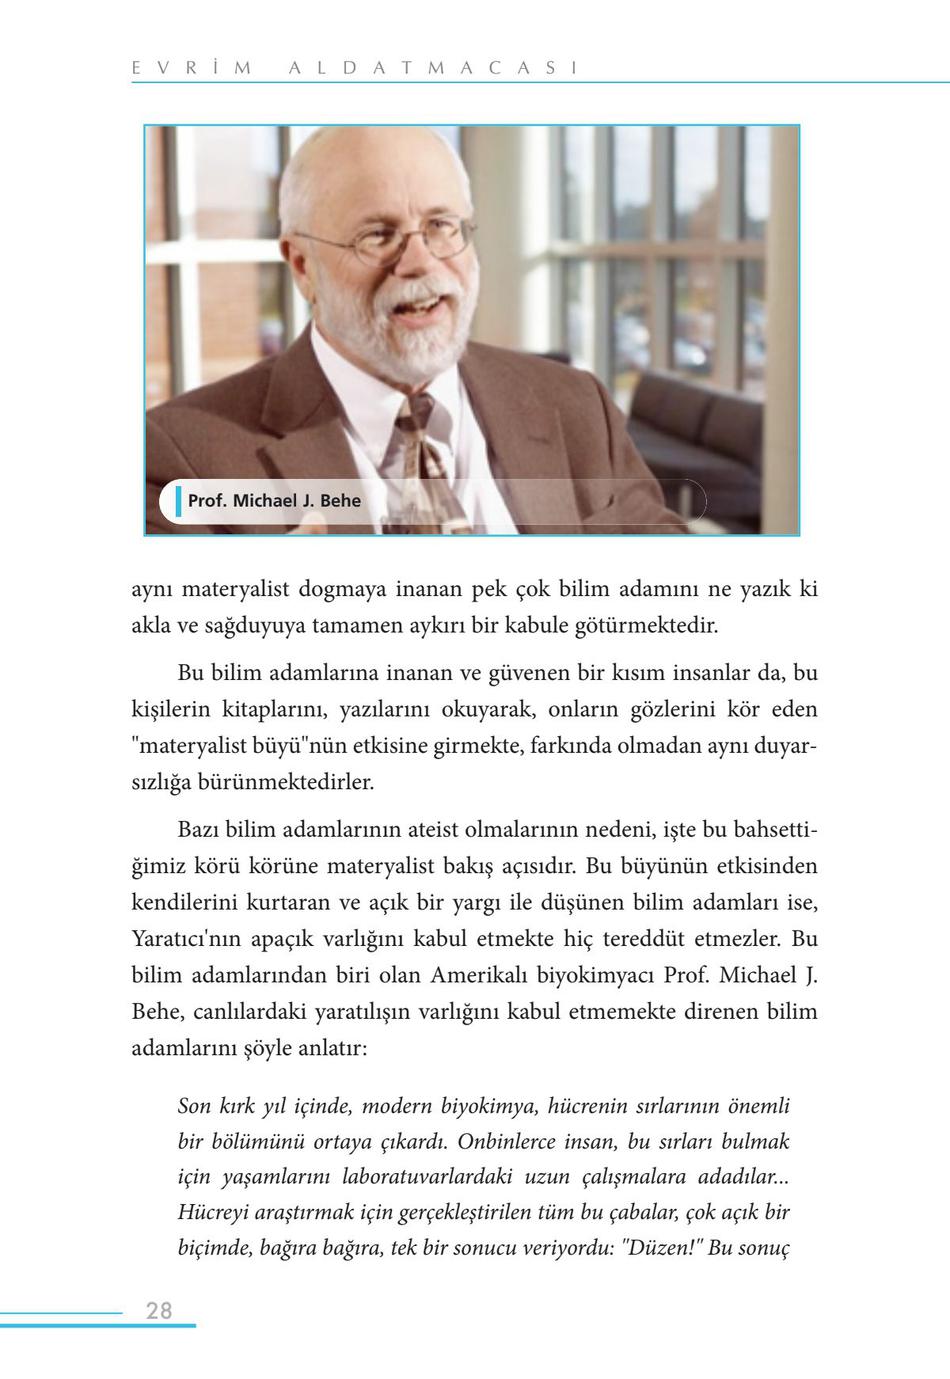 EVRİM ALDATMACASI
Prof. Michael J. Behe
aynı materyalist dogmaya inanan pek çok bilim adamını ne yazık ki
akla ve sağduyuya tamamen aykırı bir kabule götürmektedir.
Bu bilim adamlarına inanan ve güvenen bir kısım insanlar da, bu
kişilerin kitaplarını, yazılarını okuyarak, onların gözlerini kör eden
"materyalist büyü"nün etkisine girmekte, farkında olmadan aynı duyar-
sızlığa bürünmektedirler.
Bazı bilim adamlarının ateist olmalarının nedeni, işte bu bahsetti-
ğimiz körü körüne materyalist bakış açısıdır. Bu büyünün etkisinden
kendilerini kurtaran ve açık bir yargı ile düşünen bilim adamları ise,
Yaratıcı'nın apaçık varlığını kabul etmekte hiç tereddüt etmezler. Bu
bilim adamlarından biri olan Amerikalı biyokimyacı Prof. Michael J.
Behe, canlılardaki yaratılışın varlığını kabul etmemekte direnen bilim
adamlarını şöyle anlatır:
Son kırk yıl içinde, modern biyokimya, hücrenin sırlarının önemli
bir bölümünü ortaya çıkardı. Onbinlerce insan, bu sırları bulmak
için yaşamlarını laboratuvarlardaki uzun çalışmalara adadılar...
Hücreyi araştırmak için gerçekleştirilen tüm bu çabalar, çok açık bir
biçimde, bağıra bağıra, tek bir sonucu veriyordu: "Düzen!" Bu sonuç
28